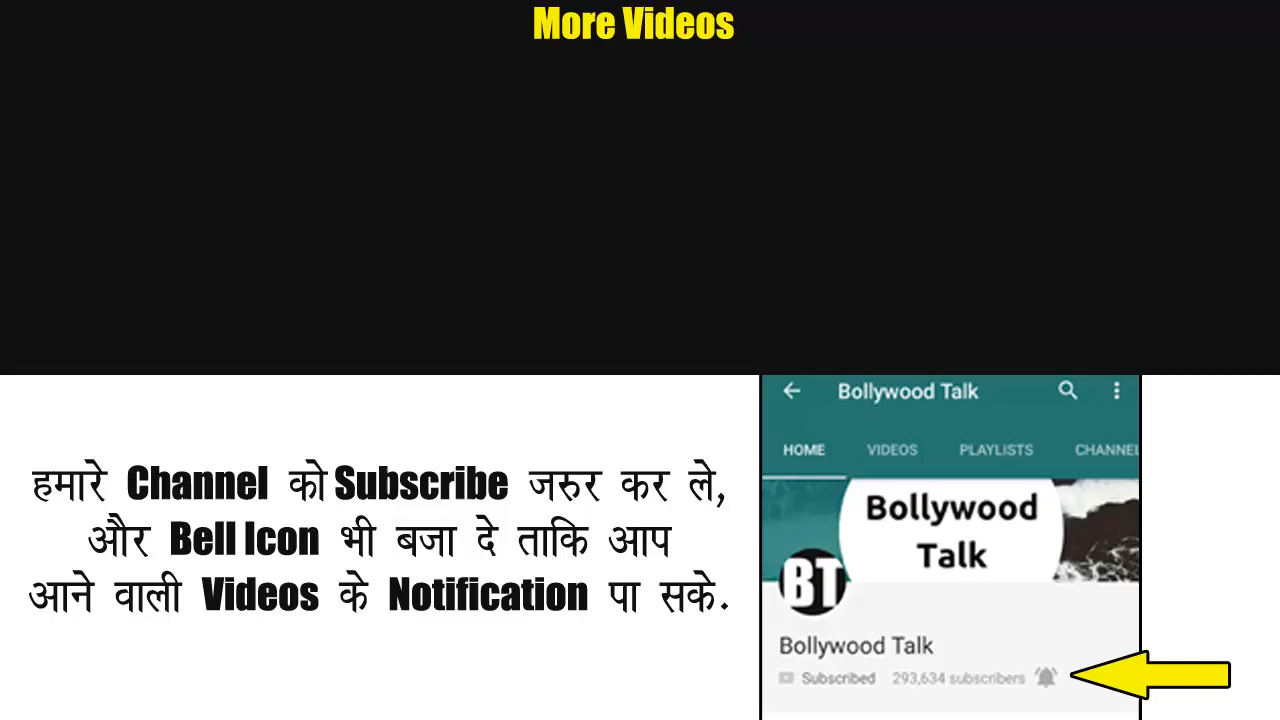 More Videos
हमारे Channel को Subscribe जरुर कर ले,
और Bell Icon भी बजा दे ताकि आप
आने वाली Videos के Notification पा सके.
Bollywood Talk
HOME VIDEOS PLAYLISTS CHANNEL
Bollywood
Talk
BT
Bollywood Talk
Subscribed 293,634 subscribers